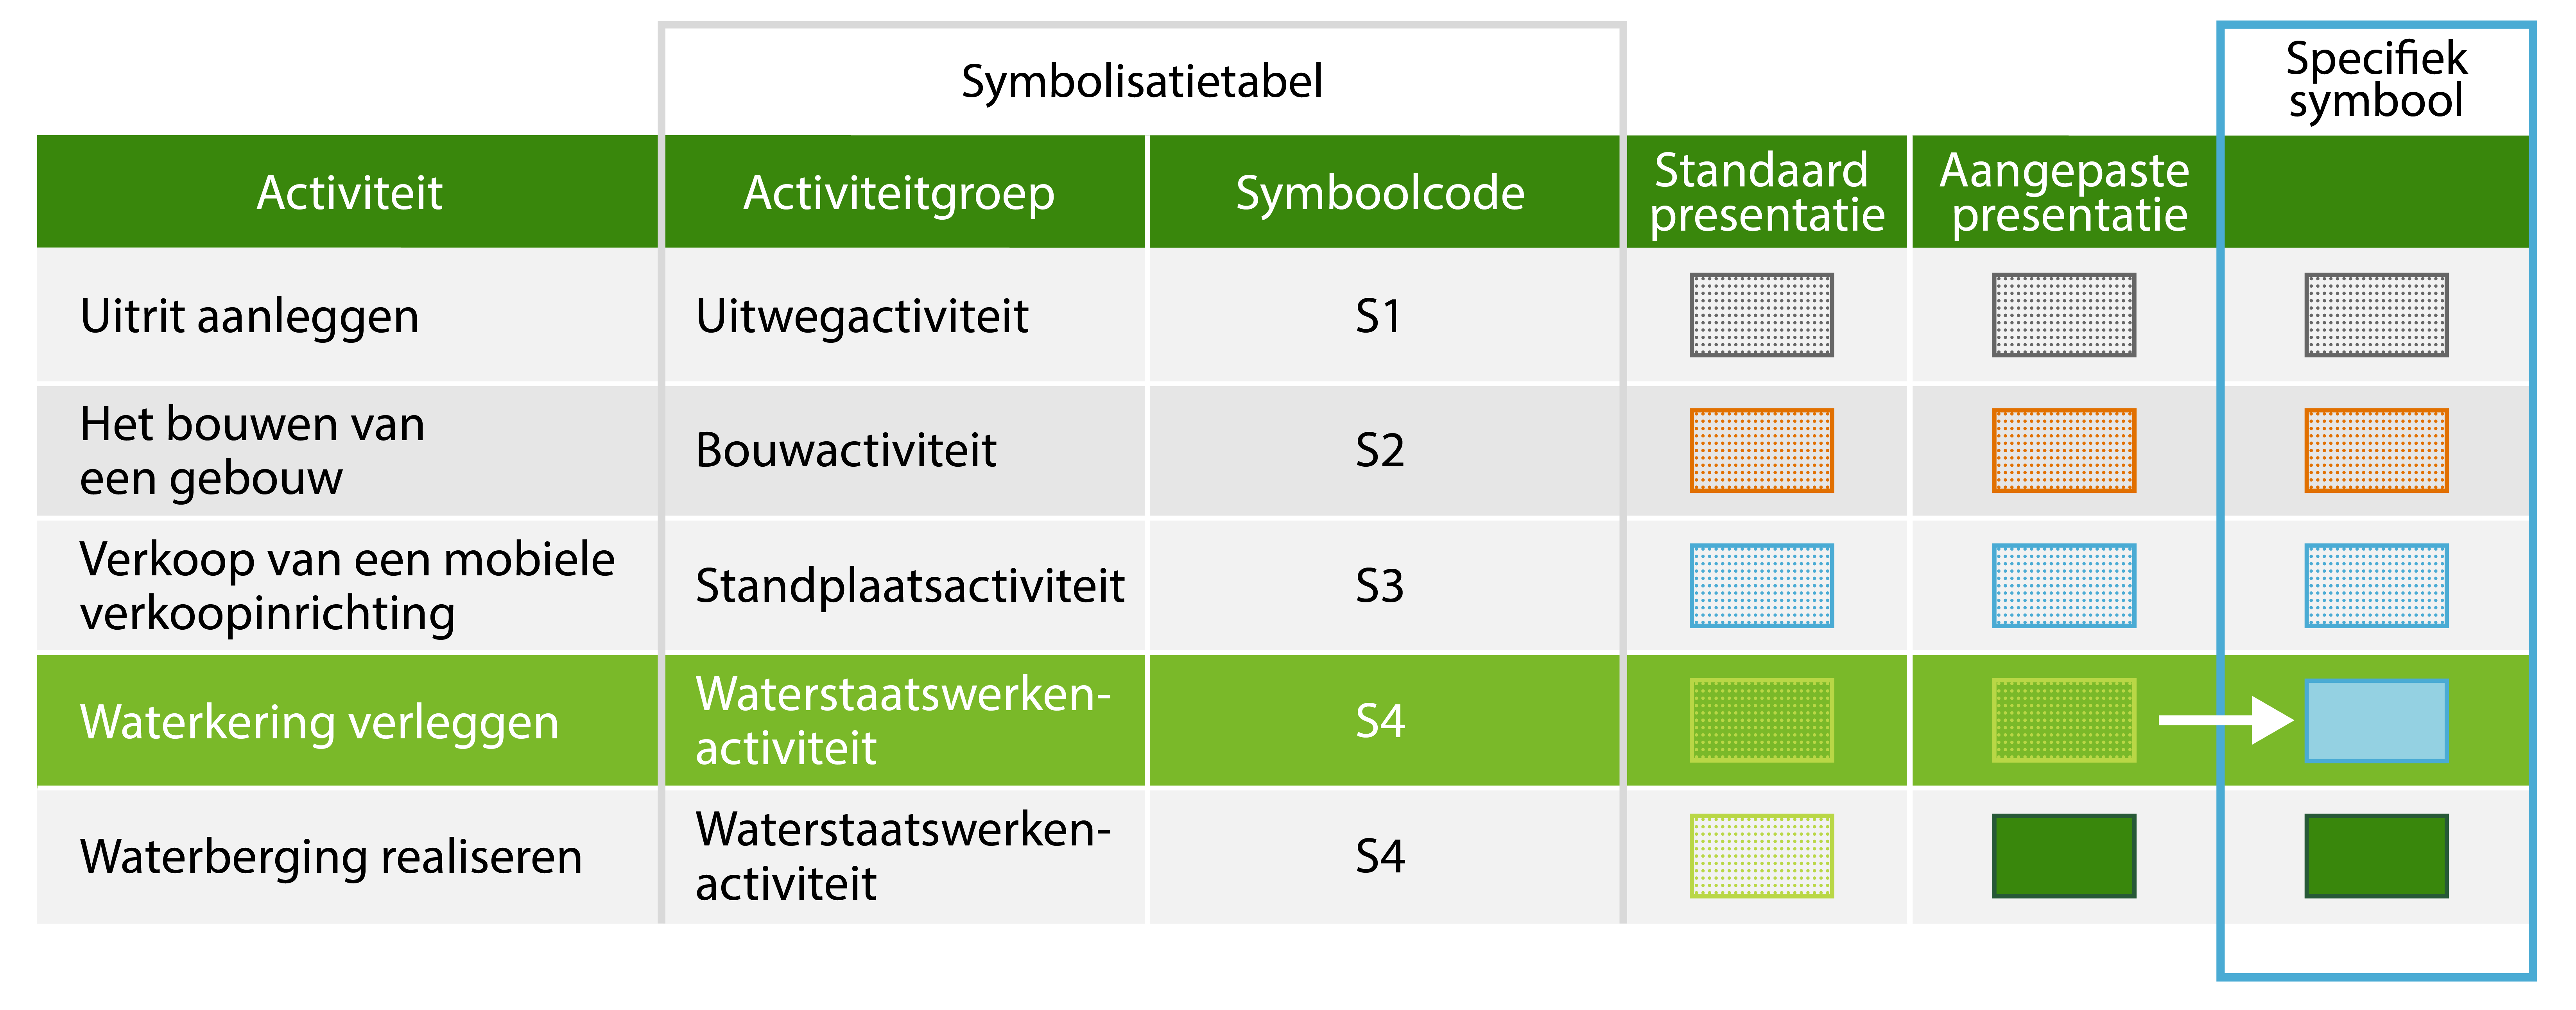 Symbolisatietabel
Specifiek
symbool
Activiteit
Activiteitgroep
Symboolcode
Standaard
presentatie
Aangepaste
presentatie
Uitrit aanleggen
Uitwegactiviteit
S1
Het bouwen van
een gebouw
Bouwactiviteit
S2
Verkoop van een mobiele
verkoopinrichting
Standplaatsactiviteit
S3
Waterkering verleggen
Waterstaatswerken-
activiteit
S4
Waterberging realiseren
Waterstaatswerken-
activiteit
S4